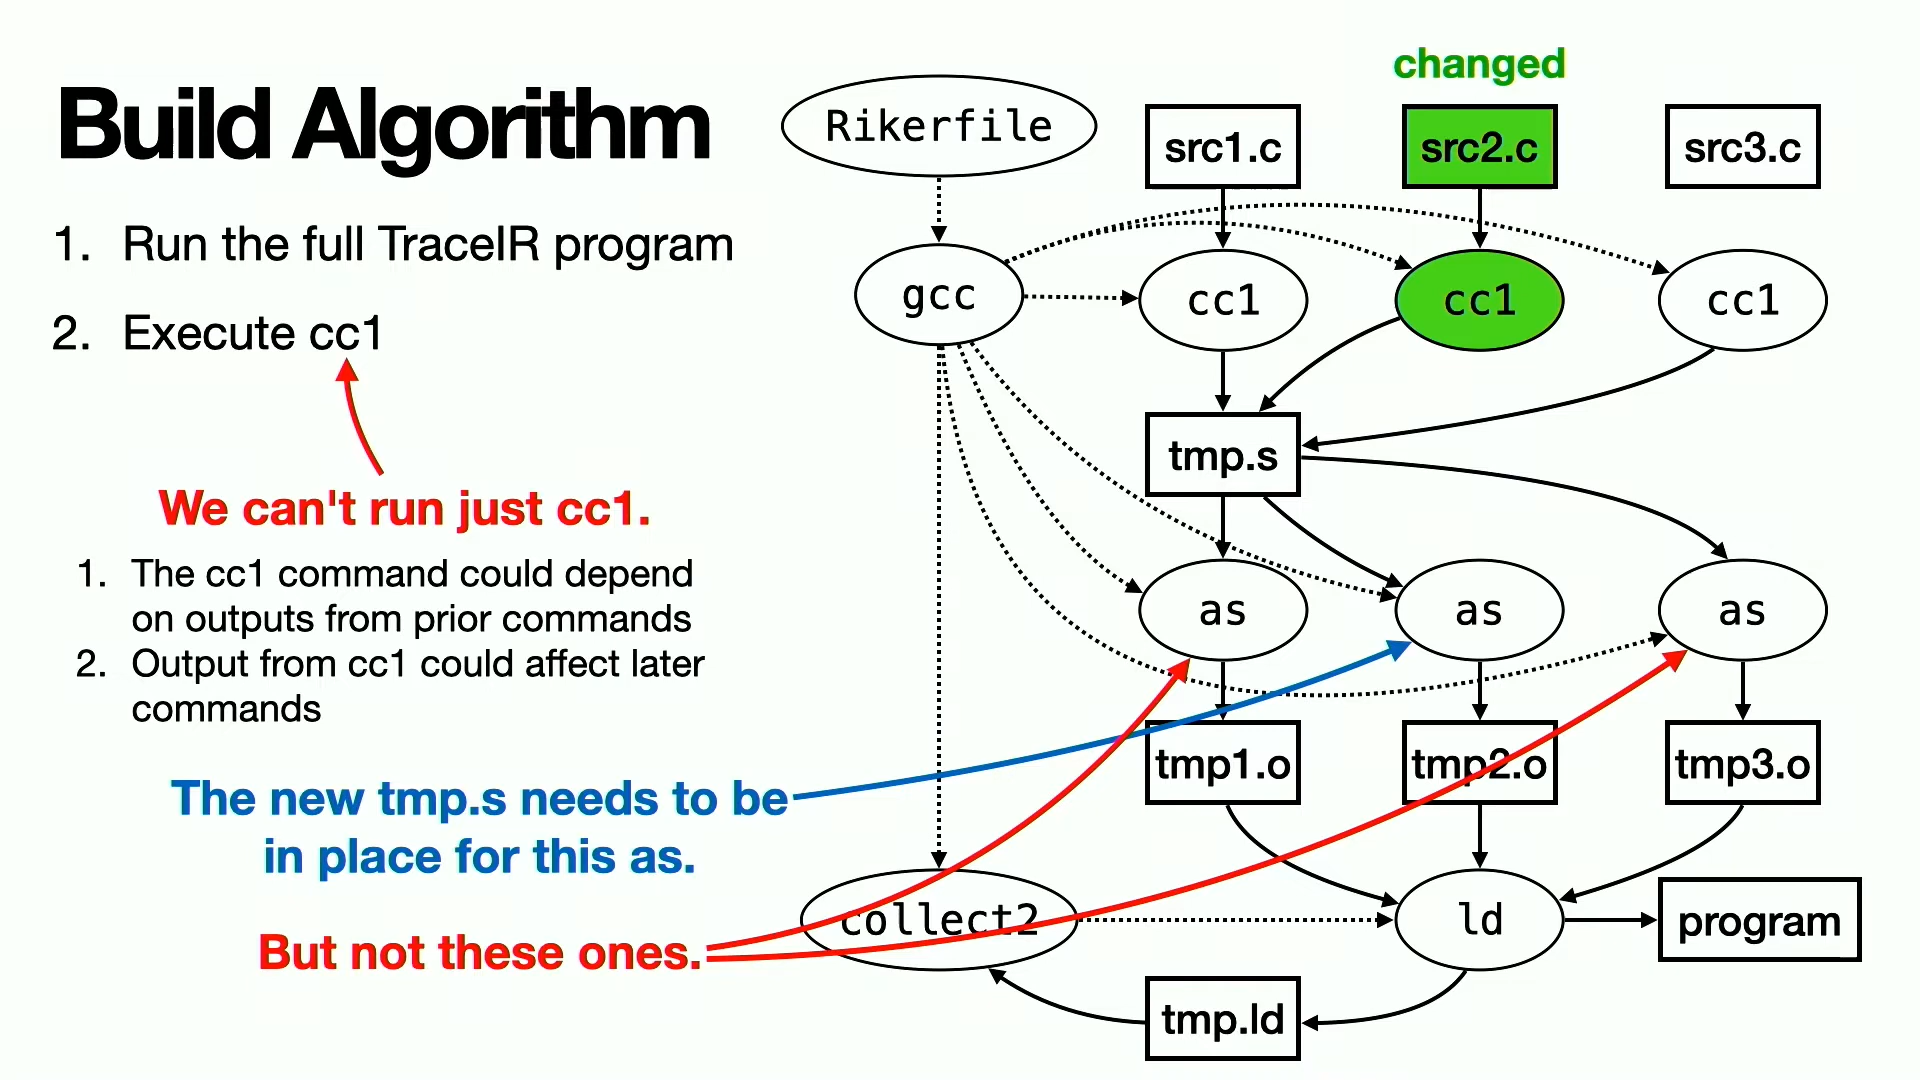 Build Algorithm
1. Run the full TraceIR program
2. Execute cc1
We can't run just cc1.
1. The cc1 command could depend
on outputs from prior commands
2. Output from cc1 could affect later
commands
The new tmp.s needs to be
in place for this as.
But not these ones.
changed
Rikerfile
src1.c
src2.c
src3.c
gcc
cc1
cc1
cc1
tmp.s
as
as
as
tmp1.o
tmp2.o
tmp3.o
collect2
ld
program
tmp.ld